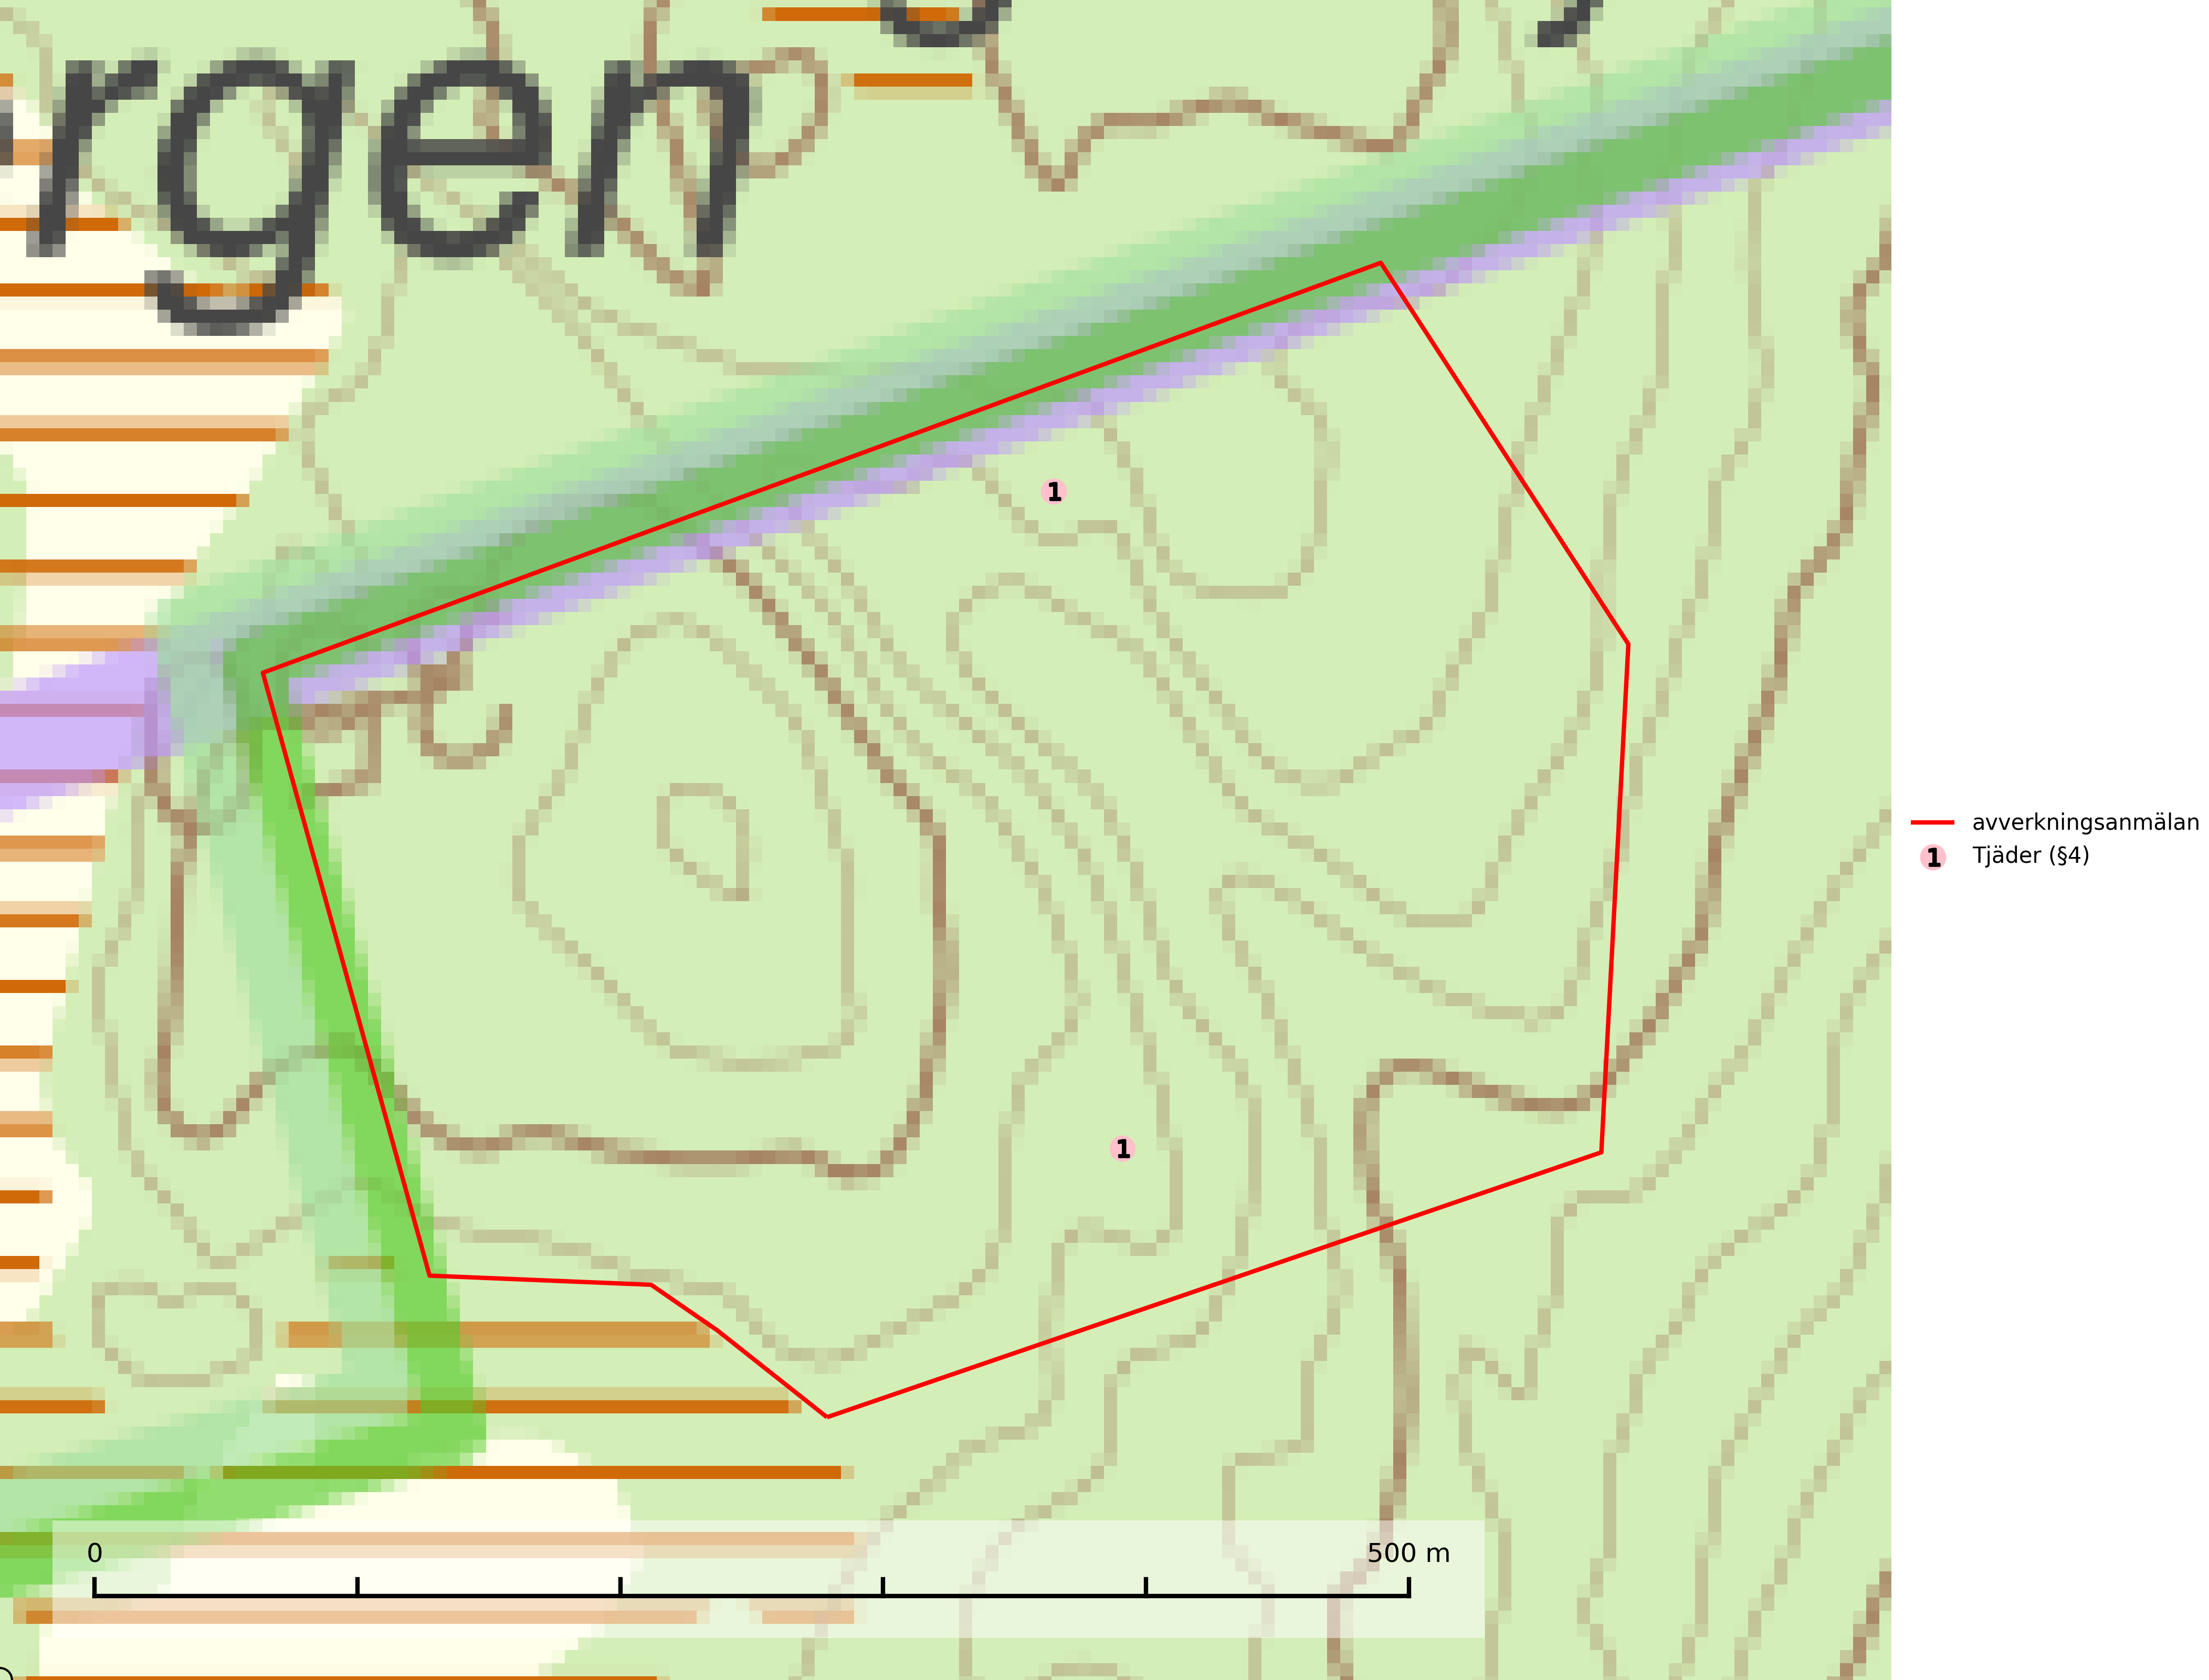 rgen
1
1
avverkningsanmälan
1 Tjäder (§4)
0 500 m